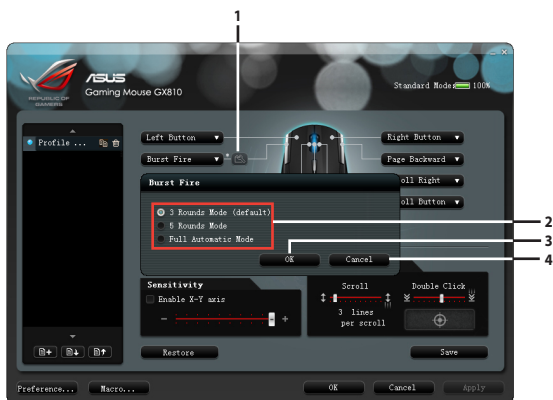 1
REPUBLIC OF
GAMERS
ASUS
Gaming Mouse GX810
Standard Mode: 100%
Profile ...
Left Button
Right Button
Burst Fire
Page Backward
oll Right
oll Button
Burst Fire
3 Rounds Mode (default)
5 Rounds Mode
Full Automatic Mode
2
OK
Cancel
3
4
Sensitivity
Enable X-Y axis
- +
Scroll
3 lines
per scroll
Double Click
Restore
Save
Preference...
Macro...
OK
Cancel
Apply